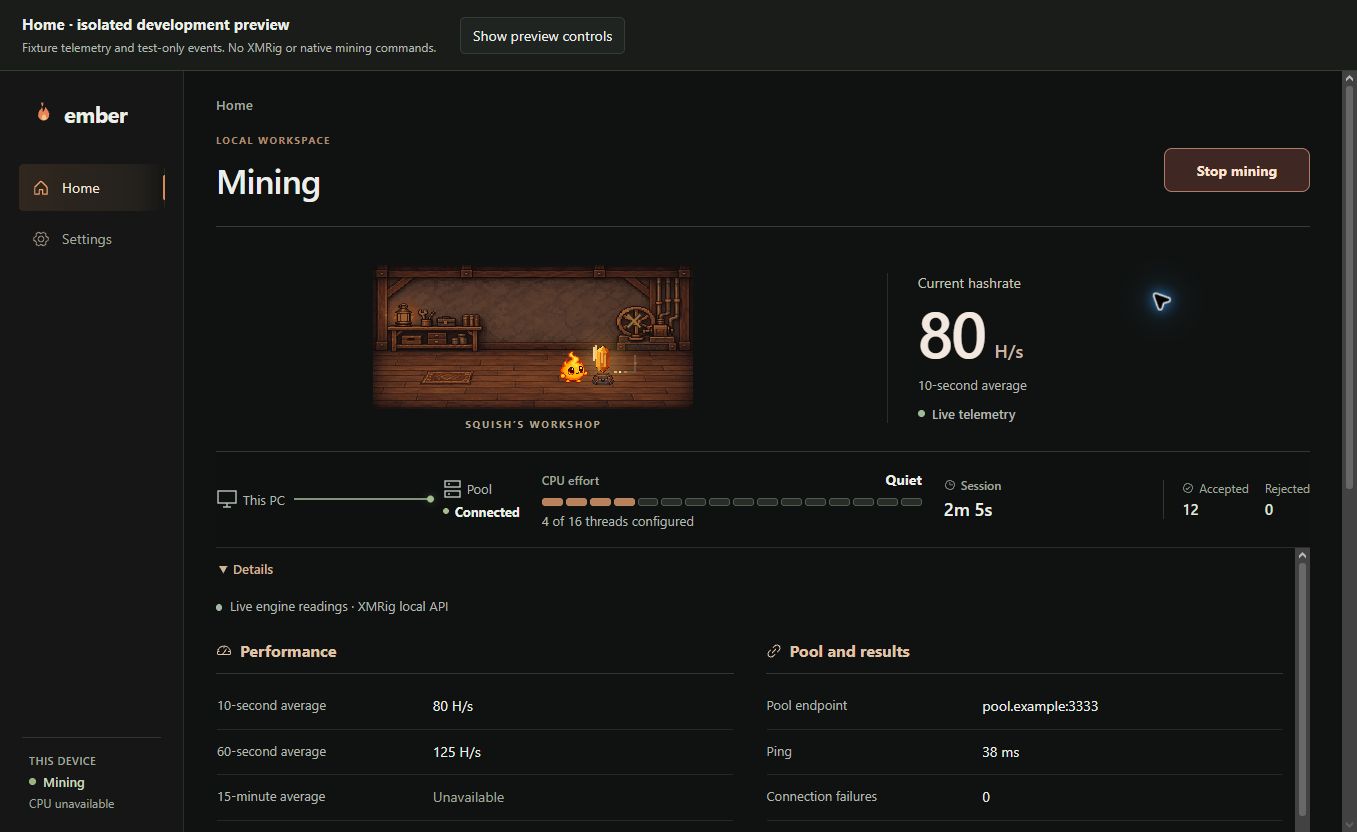 Home · isolated development preview
Fixture telemetry and test-only events. No XMRig or native mining commands.
Show preview controls
ember
Home
Settings
THIS DEVICE
Mining
CPU unavailable
Home
LOCAL WORKSPACE
Mining
Stop mining
SQUISH'S WORKSHOP
Current hashrate
80 H/s
10-second average
Live telemetry
This PC
Pool
Connected
CPU effort
Quiet
4 of 16 threads configured
Session
2m 5s
Accepted
12
Rejected
0
Details
Live engine readings · XMRig local API
Performance
10-second average 80 H/s
60-second average 125 H/s
15-minute average Unavailable
Pool and results
Pool endpoint pool.example:3333
Ping 38 ms
Connection failures 0